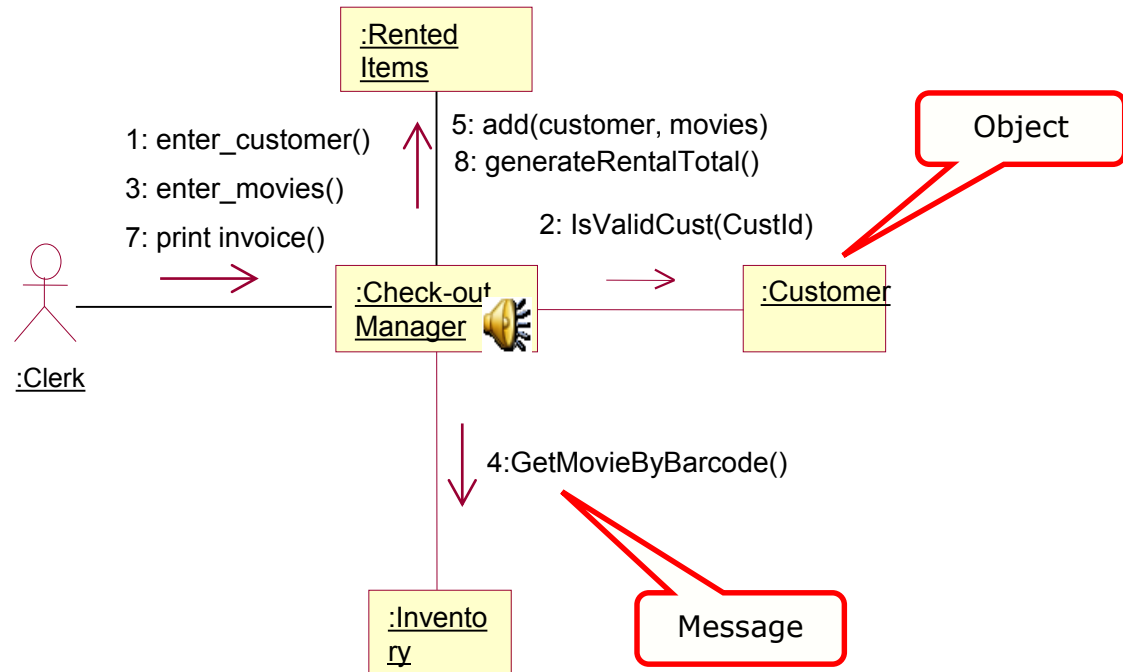 :Rented
Items
1: enter_customer()
3: enter_movies()
7: print invoice()
5: add(customer, movies)
8: generateRentalTotal()
Object
2: IsValidCust(CustId)
:Check-out
Manager
:Customer
:Clerk
4:GetMovieByBarcode()
:Invento
ry
Message